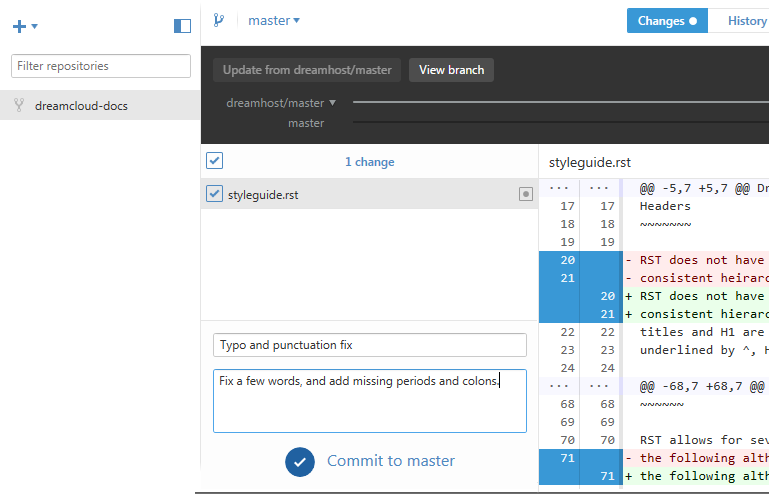 master
Changes
History
Filter repositories
dreamcloud-docs
Update from dreamhost/master
View branch
dreamhost/master
master
1 change
styleguide.rst
Typo and punctuation fix
Fix a few words, and add missing periods and colons.
Commit to master
styleguide.rst
... ... @@ -5,7 +5,7 @@ Dr
17 17 Headers
18 18 ~~~~~~~
19 19
20 - RST does not have
21 - consistent heirarc
20 + RST does not have
21 + consistent hierarc
22 22 titles and H1 are
23 23 underlined by ^, H
24 24
... ... @@ -68,7 +68,7 @@
68 68 ~~~~~~
69 69
70 70 RST allows for sev
71 - the following alth
71 + the following alth